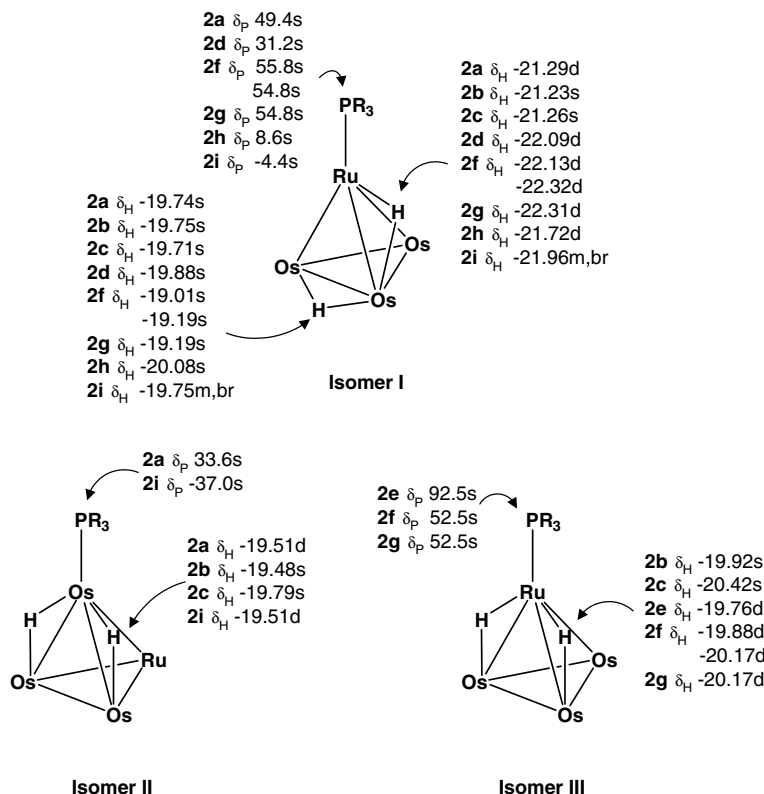 2a δP 49.4s
2d δP 31.2s
2f δP 55.8s
54.8s
2g δP 54.8s
2h δP 8.6s
2i δP -4.4s
PR3
Ru
H
Os
Os
Os
H
2a δH -21.29d
2b δH -21.23s
2c δH -21.26s
2d δH -22.09d
2f δH -22.13d
-22.32d
2g δH -22.31d
2h δH -21.72d
2i δH -21.96m,br
2a δH -19.74s
2b δH -19.75s
2c δH -19.71s
2d δH -19.88s
2f δH -19.01s
-19.19s
2g δH -19.19s
2h δH -20.08s
2i δH -19.75m,br
Isomer I
2a δP 33.6s
2i δP -37.0s
PR3
2a δH -19.51d
2b δH -19.48s
2c δH -19.79s
2i δH -19.51d
Os
H
H
Ru
Os
Os
Isomer II
2e δP 92.5s
2f δP 52.5s
2g δP 52.5s
PR3
Ru
H
H
Os
Os
Os
2b δH -19.92s
2c δH -20.42s
2e δH -19.76d
2f δH -19.88d
-20.17d
2g δH -20.17d
Isomer III